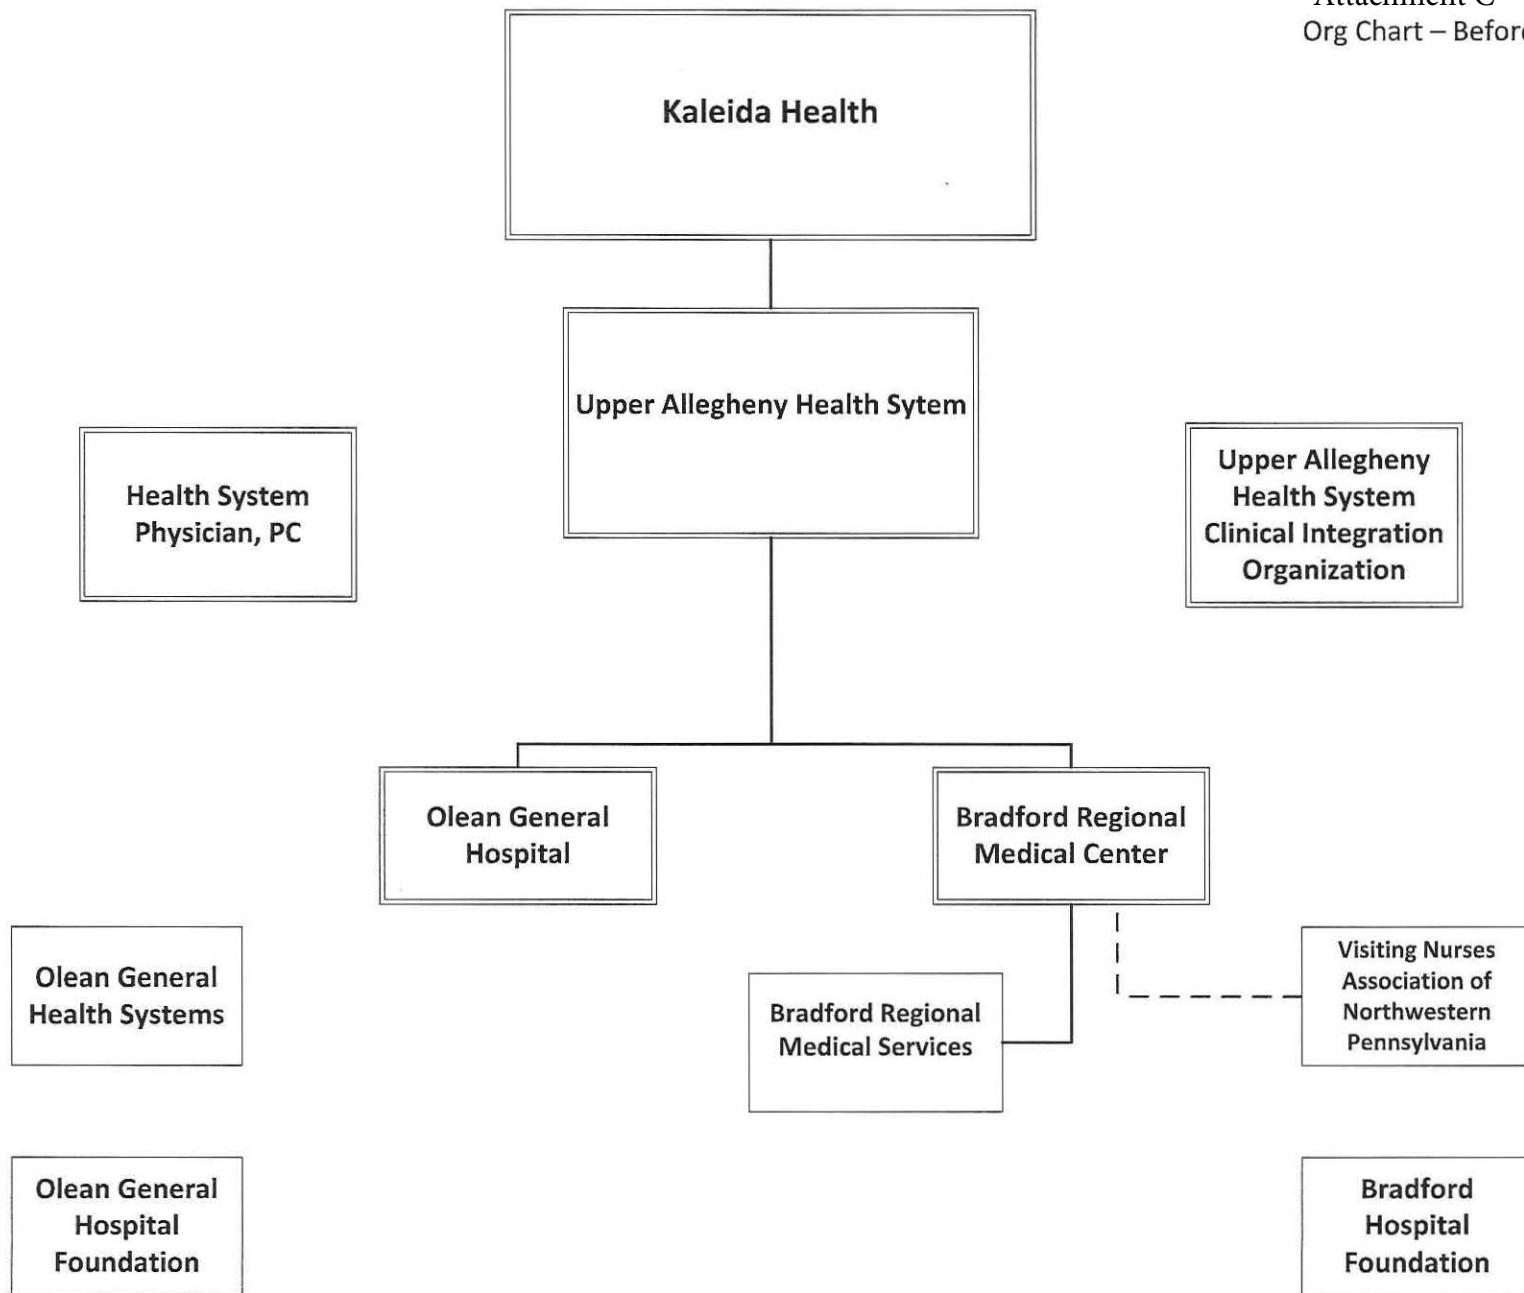 Attachment C
Org Chart – Before
Kaleida Health
Upper Allegheny Health Sytem
Health System
Physician, PC
Upper Allegheny
Health System
Clinical Integration
Organization
Olean General
Hospital
Bradford Regional
Medical Center
Olean General
Health Systems
Bradford Regional
Medical Services
Visiting Nurses
Association of
Northwestern
Pennsylvania
Olean General
Hospital
Foundation
Bradford
Hospital
Foundation